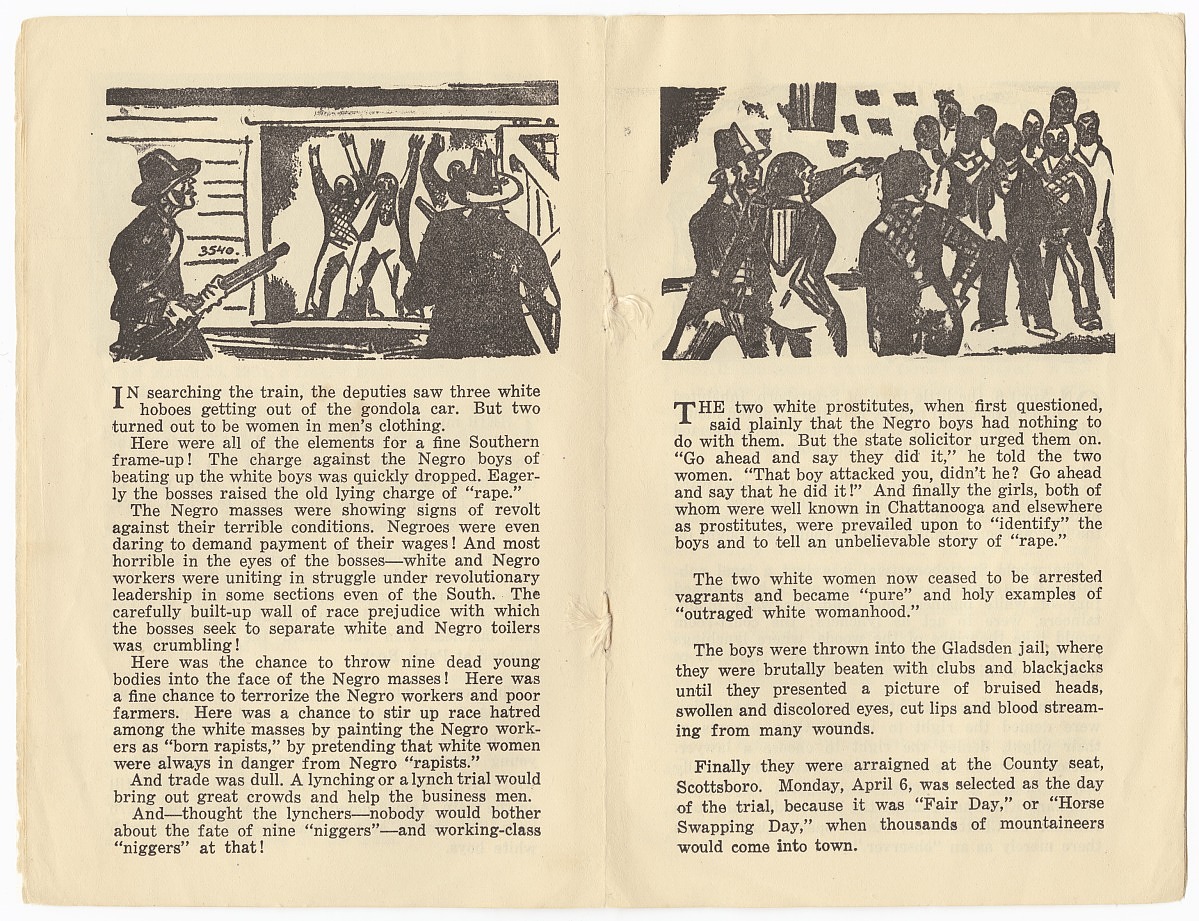 3540.
IN searching the train, the deputies saw three white
hoboes getting out of the gondola car. But two
turned out to be women in men's clothing.
Here were all of the elements for a fine Southern
frame-up! The charge against the Negro boys of
beating up the white boys was quickly dropped. Eager-
ly the bosses raised the old lying charge of "rape."
The Negro masses were showing signs of revolt
against their terrible conditions. Negroes were even
daring to demand payment of their wages! And most
horrible in the eyes of the bosses—white and Negro
workers were uniting in struggle under revolutionary
leadership in some sections even of the South. The
carefully built-up wall of race prejudice with which
the bosses seek to separate white and Negro toilers
was crumbling!
Here was the chance to throw nine dead young
bodies into the face of the Negro masses! Here was
a fine chance to terrorize the Negro workers and poor
farmers. Here was a chance to stir up race hatred
among the white masses by painting the Negro work-
ers as "born rapists," by pretending that white women
were always in danger from Negro "rapists."
And trade was dull. A lynching or a lynch trial would
bring out great crowds and help the business men.
And—thought the lynchers—nobody would bother
about the fate of nine "niggers"—and working-class
"niggers" at that!
THE two white prostitutes, when first questioned,
said plainly that the Negro boys had nothing to
do with them. But the state solicitor urged them on.
"Go ahead and say they did it," he told the two
women. "That boy attacked you, didn't he? Go ahead
and say that he did it!" And finally the girls, both of
whom were well known in Chattanooga and elsewhere
as prostitutes, were prevailed upon to "identify" the
boys and to tell an unbelievable story of "rape."
The two white women now ceased to be arrested
vagrants and became "pure" and holy examples of
"outraged white womanhood."
The boys were thrown into the Gladsden jail, where
they were brutally beaten with clubs and blackjacks
until they presented a picture of bruised heads,
swollen and discolored eyes, cut lips and blood stream-
ing from many wounds.
Finally they were arraigned at the County seat,
Scottsboro. Monday, April 6, was selected as the day
of the trial, because it was "Fair Day," or "Horse
Swapping Day," when thousands of mountaineers
would come into town.